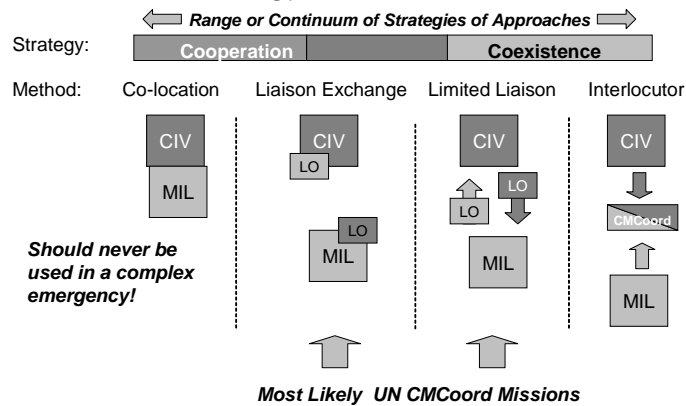 Range or Continuum of Strategies of Approaches
Strategy:
Cooperation
Coexistence
Method:
Co-location
Liaison Exchange
Limited Liaison
Interlocutor
CIV
MIL
Should never be
used in a complex
emergency!
CIV
LO
LO
MIL
CIV
LO
LO
MIL
CIV
CMCoord
MIL
Most Likely UN CMCoord Missions